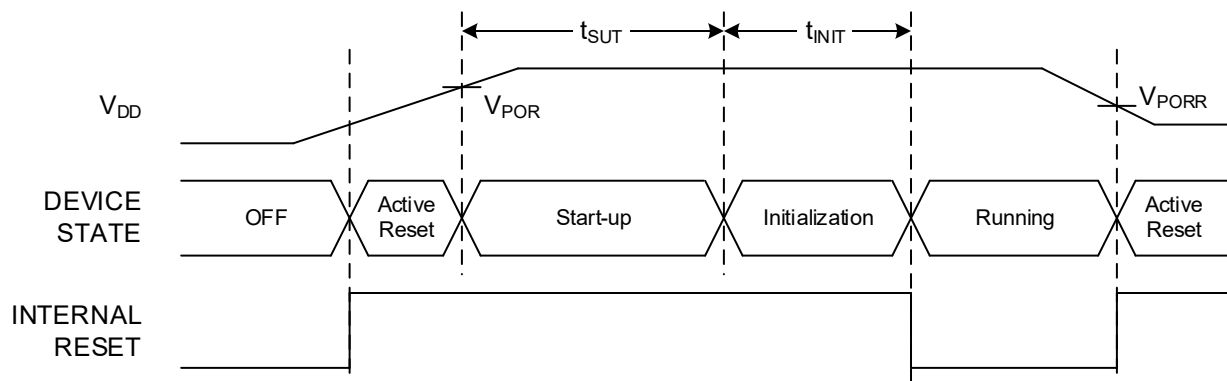 tSUT
tINIT
VDD
VPOR
VPORR
DEVICE
STATE
OFF
Active
Reset
Start-up
Initialization
Running
Active
Reset
INTERNAL
RESET